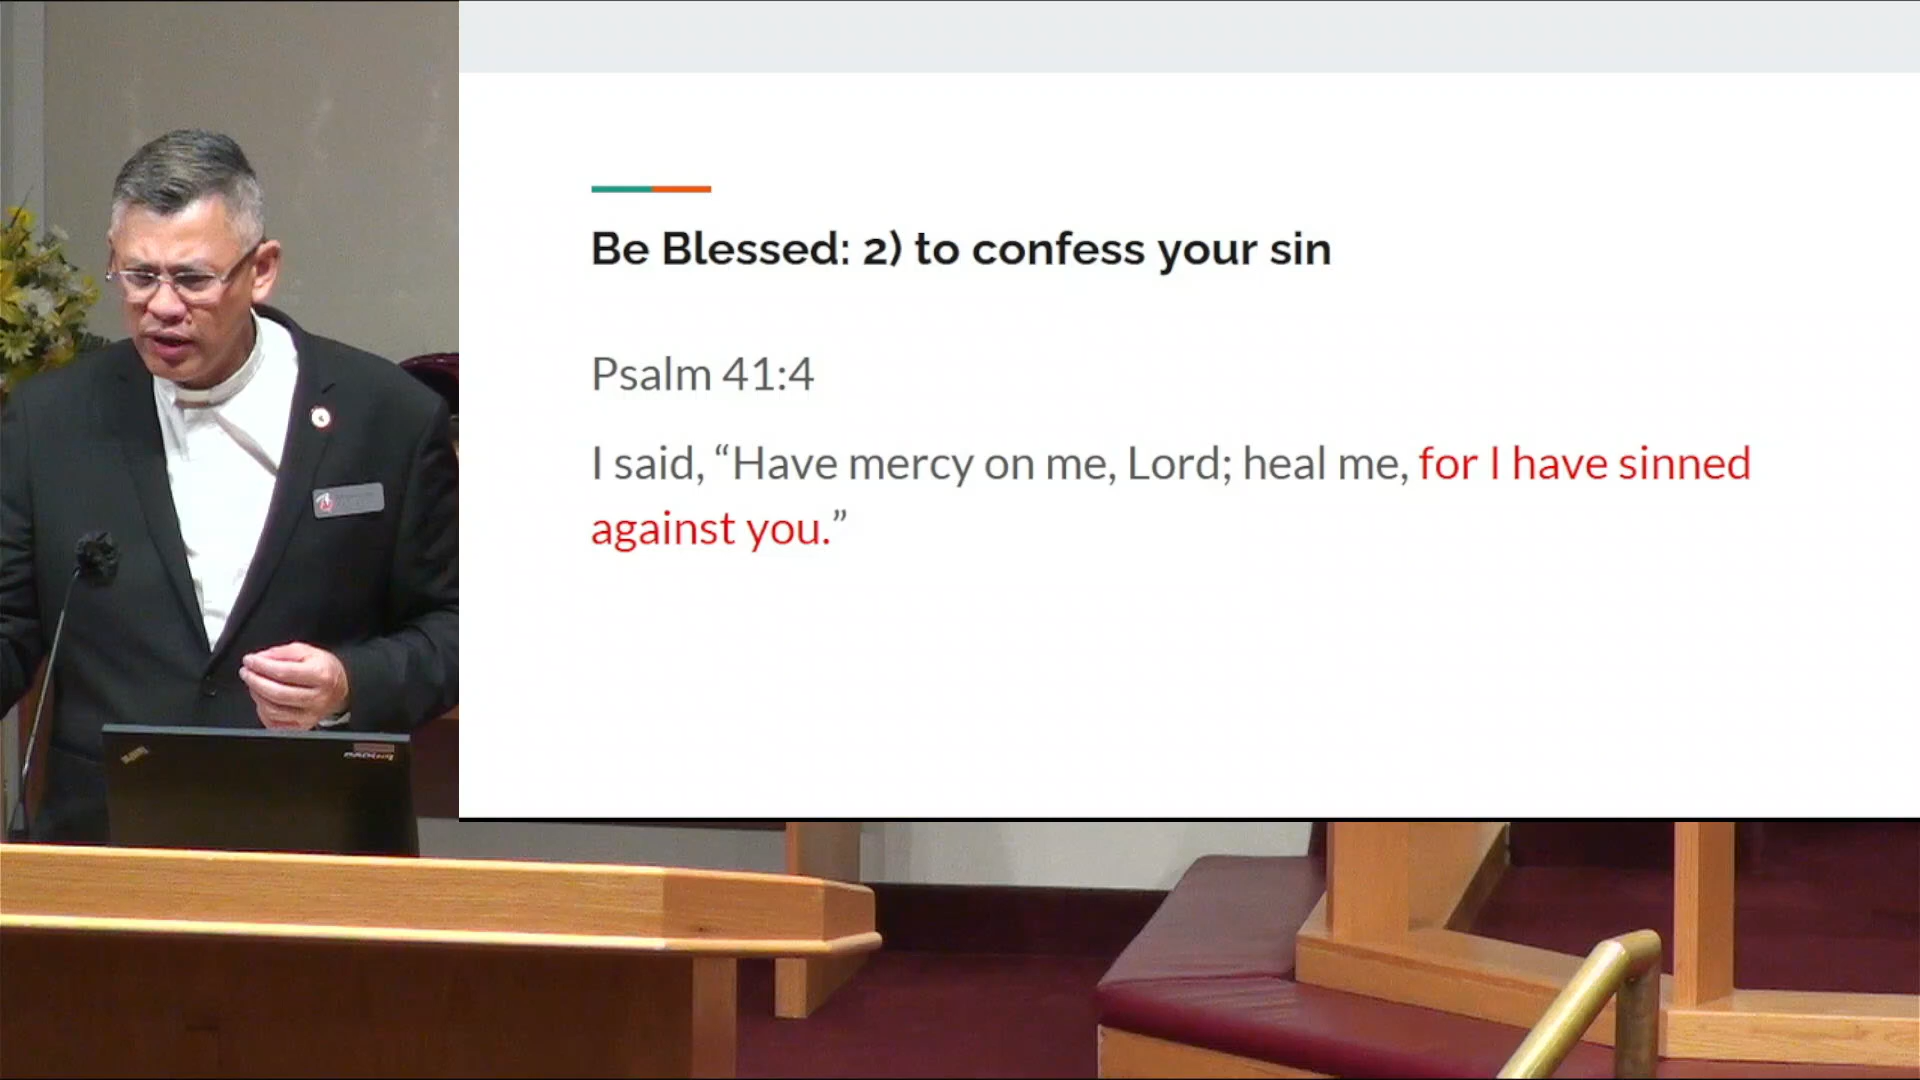 Be Blessed: 2) to confess your sin
Psalm 41:4
I said, “Have mercy on me, Lord; heal me, for I have sinned
against you.”